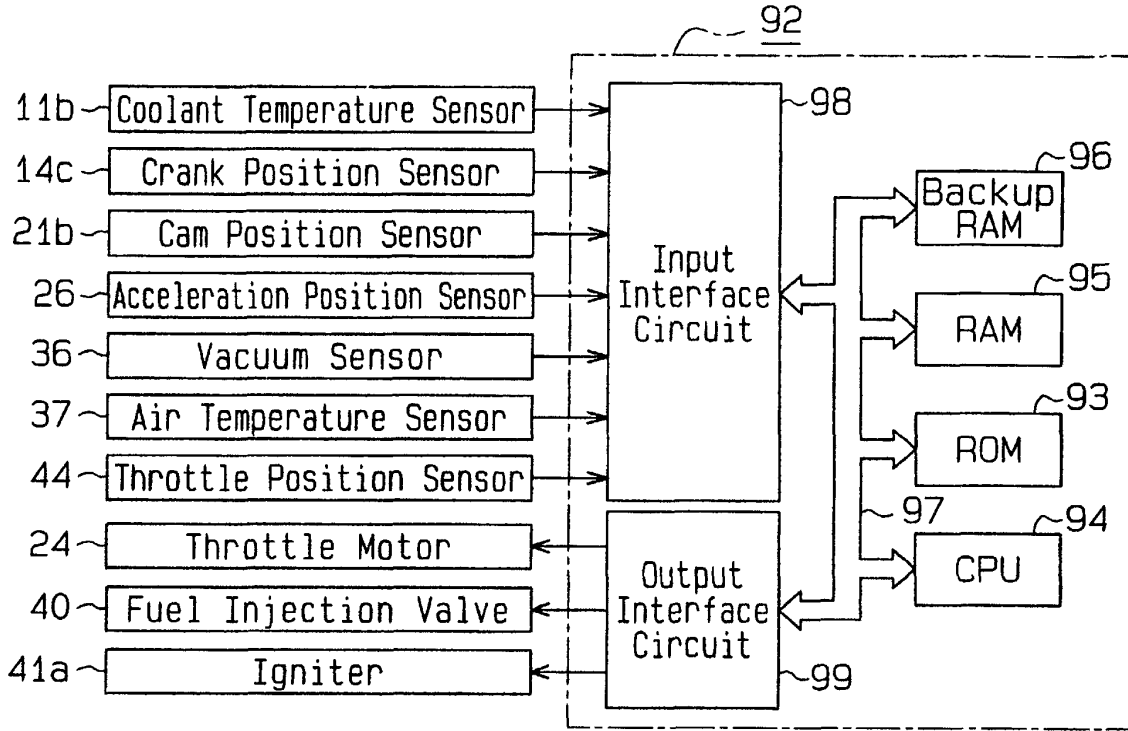 92
11b Coolant Temperature Sensor
14c Crank Position Sensor
21b Cam Position Sensor
26 Acceleration Position Sensor
36 Vacuum Sensor
37 Air Temperature Sensor
44 Throttle Position Sensor
24 Throttle Motor
40 Fuel Injection Valve
41a Igniter
98
Input
Interface
Circuit
Output
Interface
Circuit
99
96
Backup
RAM
95
RAM
93
ROM
97
94
CPU